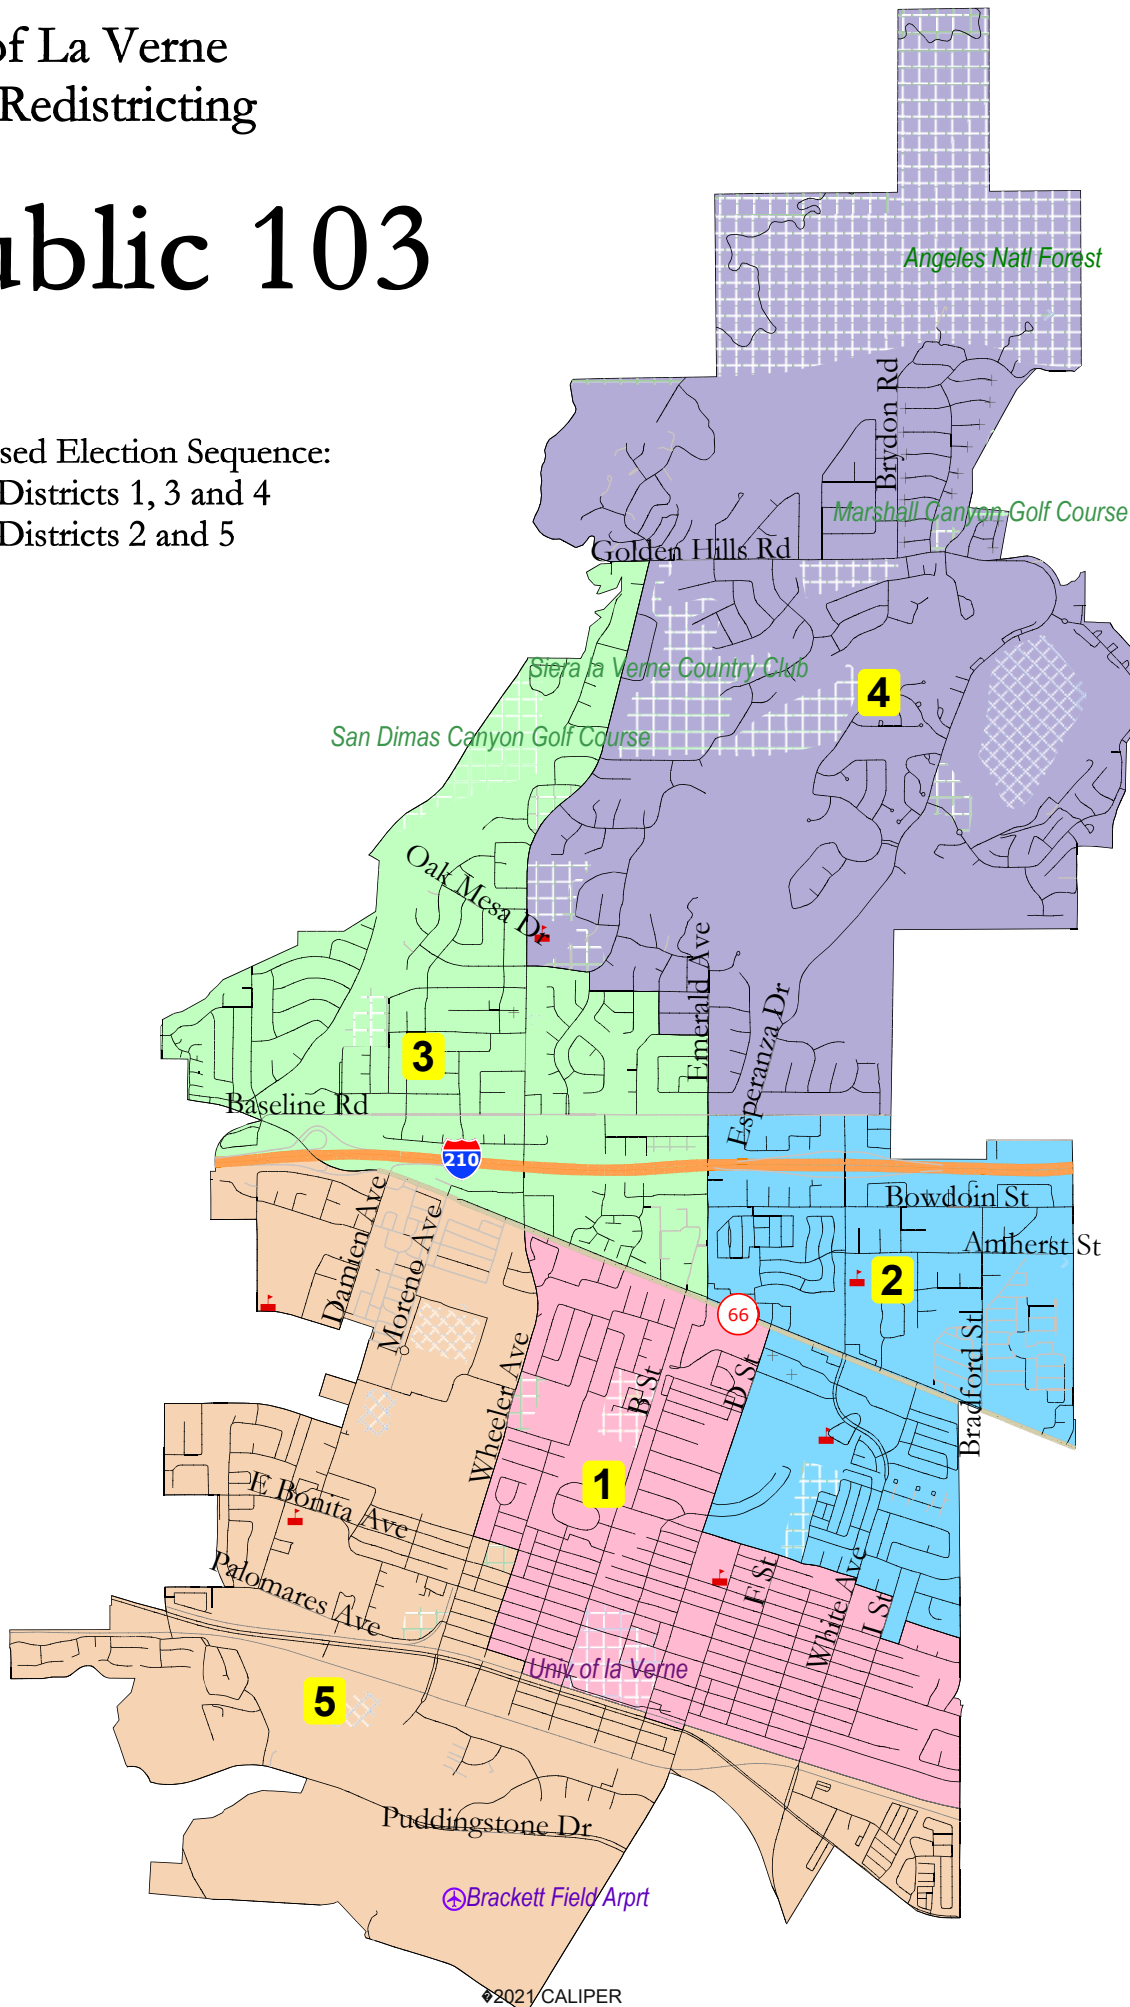 of La Verne
Redistricting
ublic 103
Angeles Natl Forest
Brydon Rd
sed Election Sequence:
Districts 1, 3 and 4
Districts 2 and 5
Marshall Canyon Golf Course
Golden Hills Rd
Siera la Verne Country Club
4
San Dimas Canyon Golf Course
Oak Mesa Dr
Emerald Ave
Esperanza Dr
3
Baseline Rd
210
Bowdoin St
Amherst St
Damien Ave
Moreno Ave
2
66
Bradford St
Wheeler Ave
B St
D St
1
E Bonita Ave
Palomares Ave
F St
White Ave
I St
Univ of la Verne
5
Puddingstone Dr
Brackett Field Arprt
�2021 CALIPER